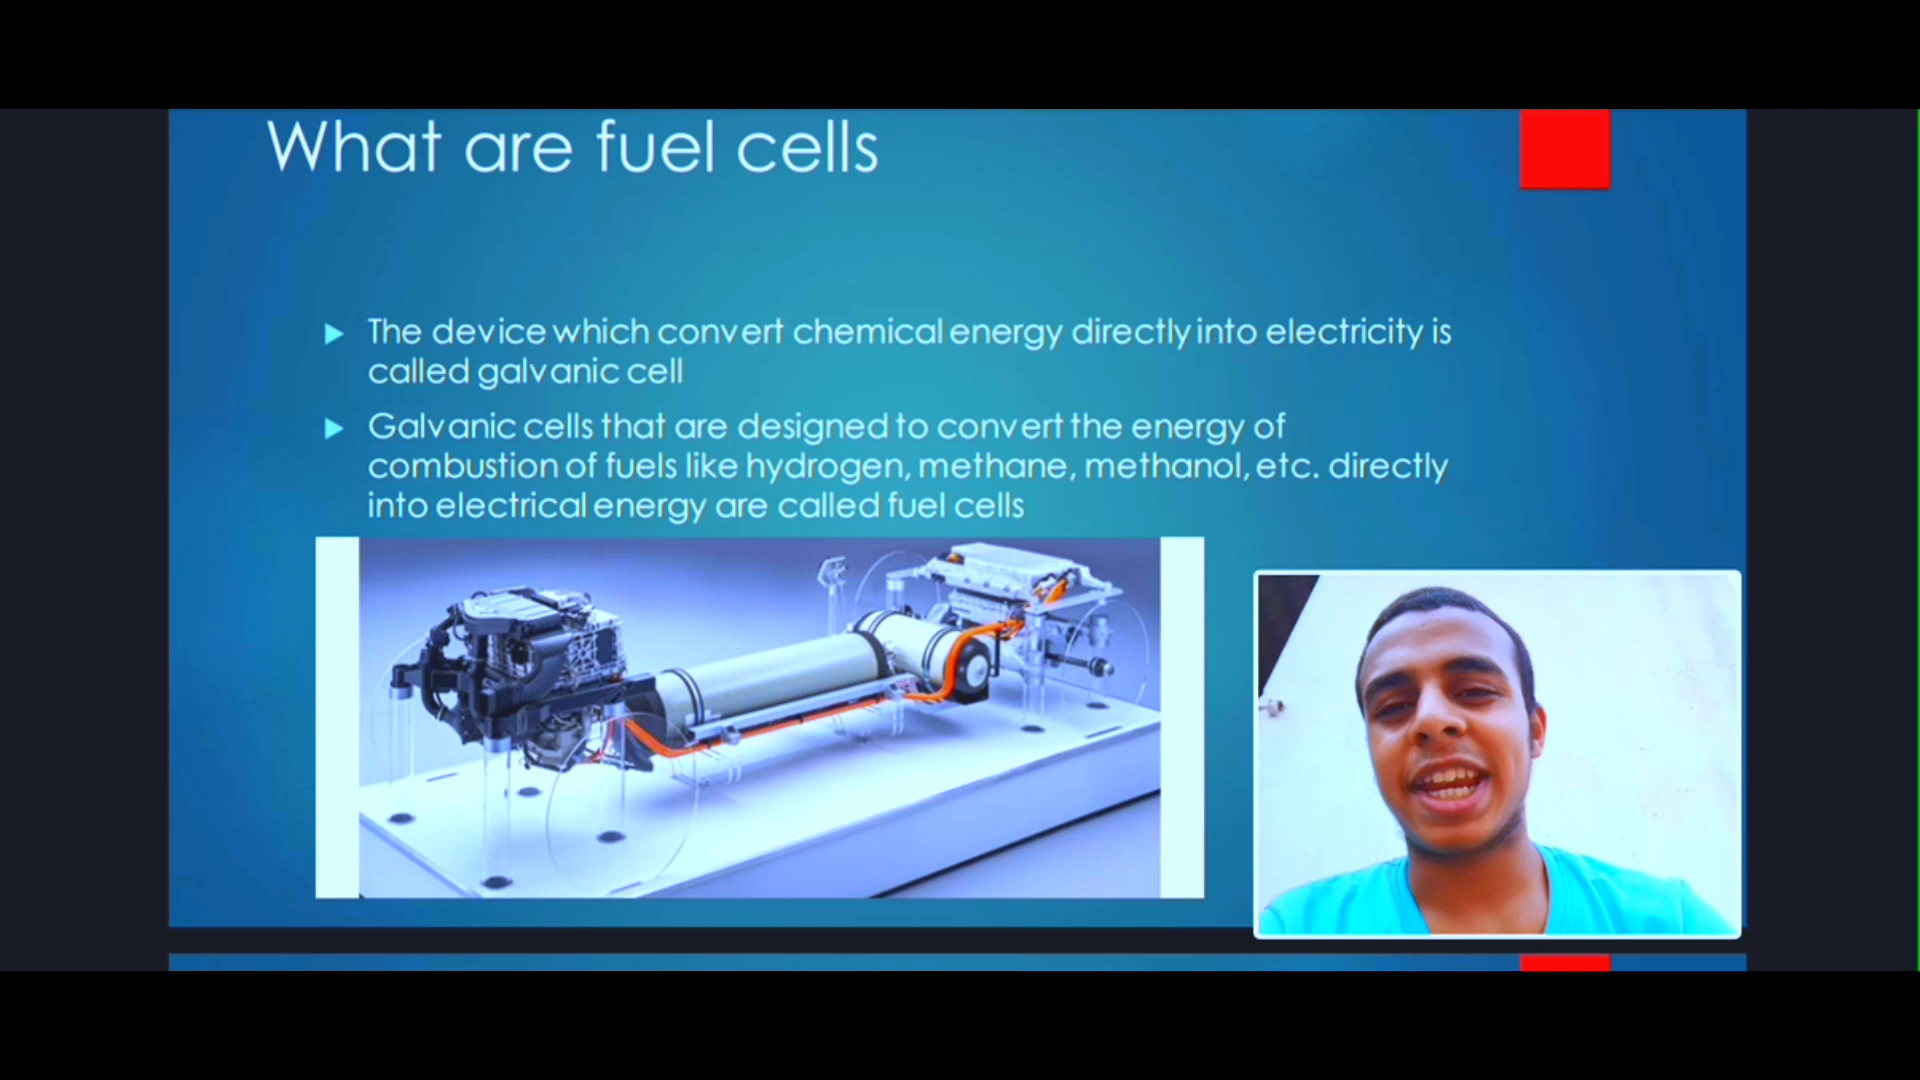 What are fuel cells
The device which convert chemical energy directly into electricity is
called galvanic cell
Galvanic cells that are designed to convert the energy of
combustion of fuels like hydrogen, methane, methanol, etc. directly
into electrical energy are called fuel cells